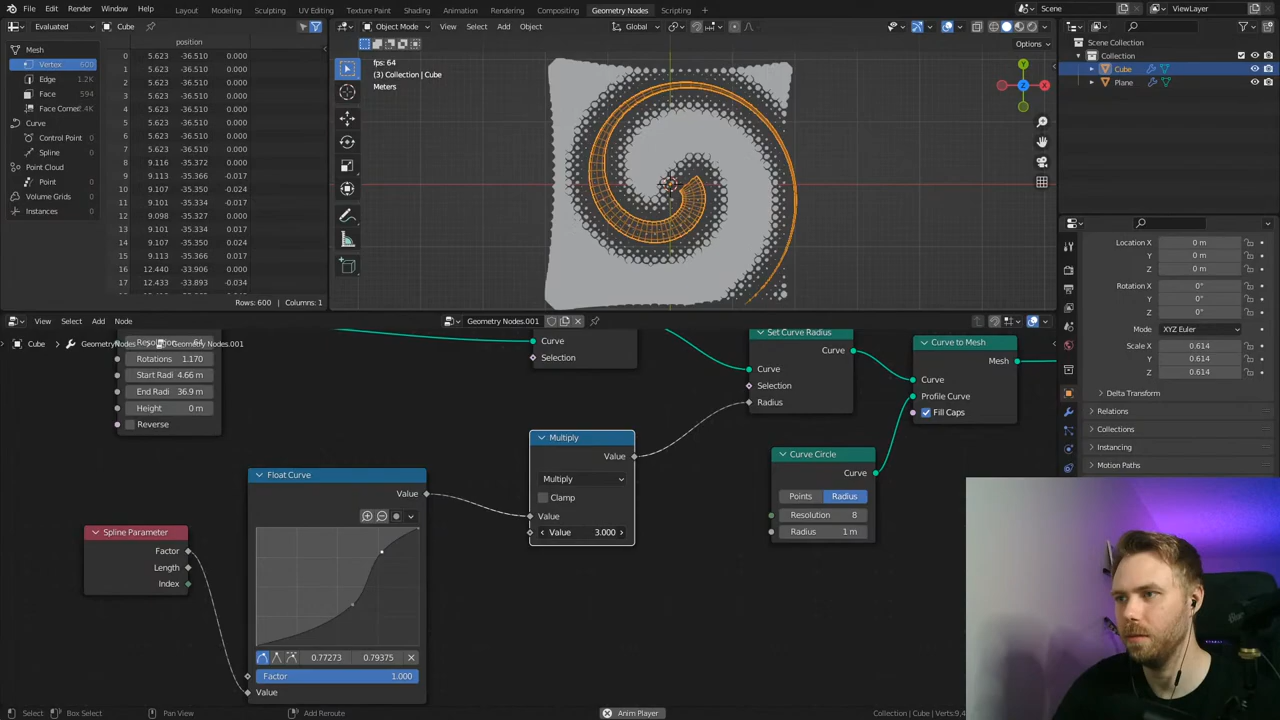 File Edit Render Window Help
Layout Modeling Sculpting UV Editing Texture Paint Shading Animation Rendering Compositing Geometry Nodes Scripting
Scene
ViewLayer
Evaluated
Cube
Object Mode View Select Add Object
Global
Options
position
Mesh
Vertex 600
Edge 1.2K
Face 594
Face Corner 2.4K
Curve
Control Point 0
Spline 0
Point Cloud
Point 0
Volume Grids
Instances 0
0 5.623 -36.510 0.000
1 5.623 -36.510 0.000
2 5.623 -36.510 0.000
3 5.623 -36.510 0.000
4 5.623 -36.510 0.000
5 5.623 -36.510 0.000
6 5.623 -36.510 0.000
7 5.623 -36.510 0.000
8 9.116 -35.372 0.000
9 9.113 -35.366 -0.017
10 9.107 -35.350 -0.024
11 9.101 -35.334 -0.017
12 9.098 -35.328 0.000
13 9.101 -35.334 0.017
14 9.107 -35.350 0.024
15 9.113 -35.366 0.017
16 12.440 -33.906 0.000
17 12.433 -33.893 -0.034
Rows: 600 | Columns: 1
fps: 64
(3) Collection | Cube
Meters
Scene Collection
Collection
Cube
Plane
Location X 0 m
Y 0 m
Z 0 m
Rotation X 0°
Y 0°
Z 0°
Mode XYZ Euler
Scale X 0.614
Y 0.614
Z 0.614
Delta Transform
Relations
Collections
Instancing
Motion Paths
View Select Add Node
Geometry Nodes.001
Cube
GeometryNodes
Geometry Nodes.001
Rotations 1.170
Start Radi 4.66 m
End Radi 36.9 m
Height 0 m
Reverse
Curve
Selection
Set Curve Radius
Curve
Curve
Selection
Radius
Curve to Mesh
Mesh
Curve
Profile Curve
Fill Caps
Multiply
Value
Multiply
Clamp
Value
Value 3.000
Curve Circle
Curve
Points Radius
Resolution 8
Radius 1 m
Float Curve
Value
0.77273 0.79375
Factor 1.000
Value
Spline Parameter
Factor
Length
Index
Select
Box Select
Pan View
Add Reroute
Anim Player
Collection | Cube | Verts:9,4